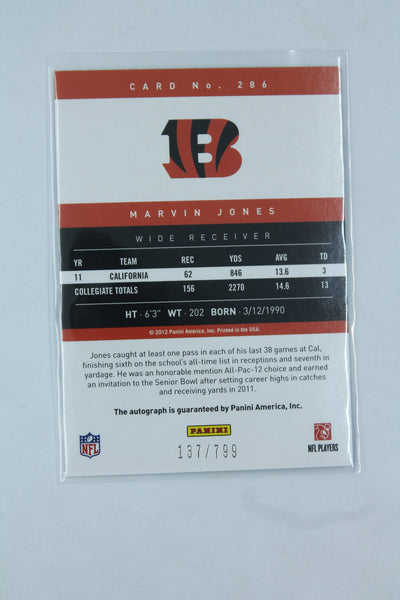 CARD No. 286
B
MARVIN JONES
WIDE RECEIVER
YR TEAM REC YDS AVG TD
11 CALIFORNIA 62 846 13.6 3
COLLEGIATE TOTALS 156 2270 14.6 13
HT - 6'3" WT - 202 BORN - 3/12/1990
© 2012 Panini America, Inc. Printed in the USA.
Jones caught at least one pass in each of his last 38 games at Cal,
finishing sixth on the school's all-time list in receptions and seventh in
yardage. He was an honorable mention All-Pac-12 choice and earned
an invitation to the Senior Bowl after setting career highs in catches
and receiving yards in 2011.
The autograph is guaranteed by Panini America, Inc.
NFL
PANINI
NFL PLAYERS
137/799